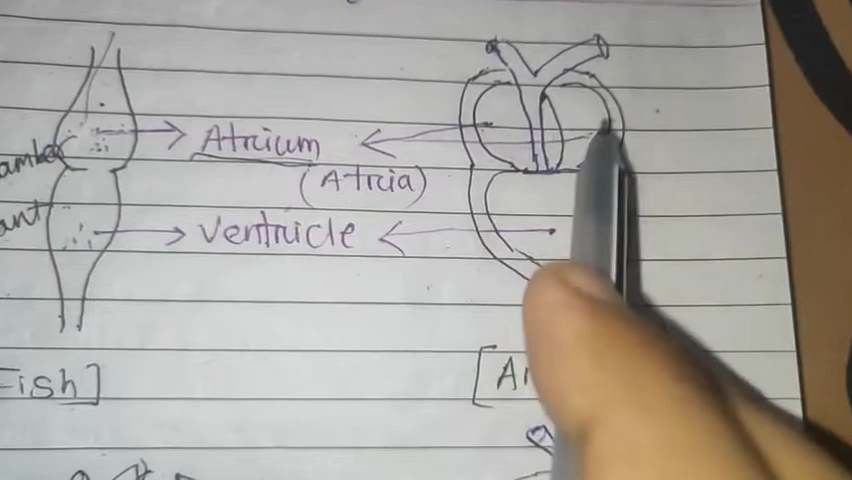 Atrium
(Atria)
Ventricle
Fish]
[A